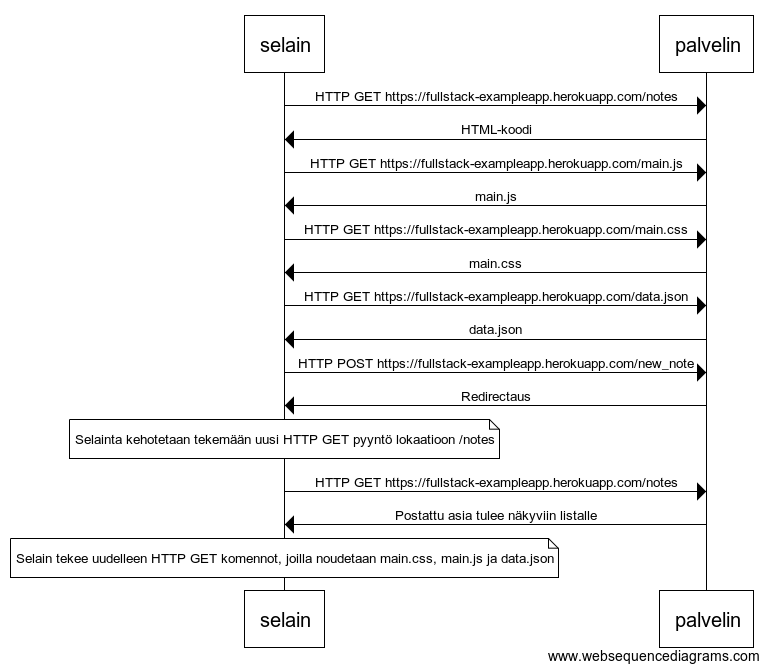 selain palvelin
HTTP GET https://fullstack-exampleapp.herokuapp.com/notes
HTML-koodi
HTTP GET https://fullstack-exampleapp.herokuapp.com/main.js
main.js
HTTP GET https://fullstack-exampleapp.herokuapp.com/main.css
main.css
HTTP GET https://fullstack-exampleapp.herokuapp.com/data.json
data.json
HTTP POST https://fullstack-exampleapp.herokuapp.com/new_note
Redirectaus
Selainta kehotetaan tekemään uusi HTTP GET pyyntö lokaatioon /notes
HTTP GET https://fullstack-exampleapp.herokuapp.com/notes
Postattu asia tulee näkyviin listalle
Selain tekee uudelleen HTTP GET komennot, joilla noudetaan main.css, main.js ja data.json
selain palvelin
www.websequencediagrams.com